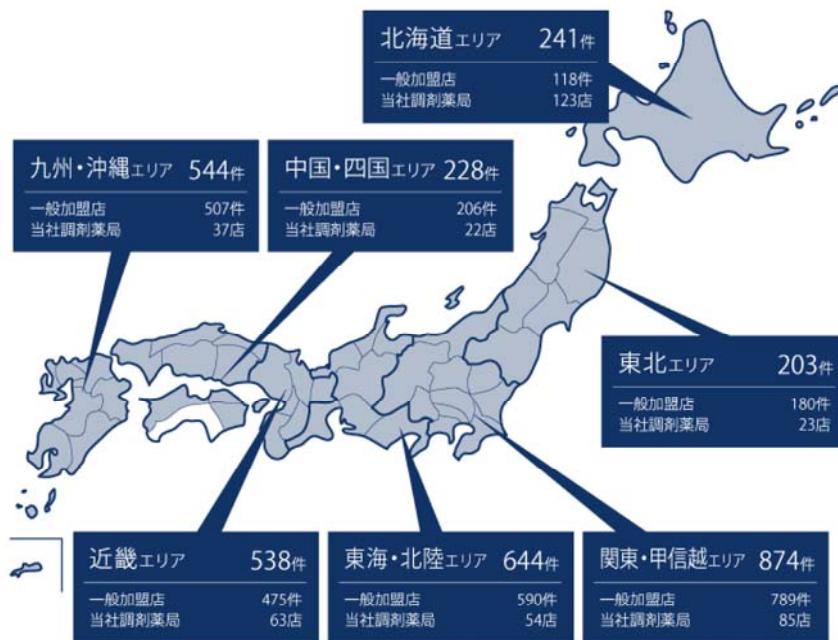 北海道エリア 241件
一般加盟店 118件
当社調剤薬局 123店
九州・沖縄エリア 544件
一般加盟店 507件
当社調剤薬局 37店
中国・四国エリア 228件
一般加盟店 206件
当社調剤薬局 22店
東北エリア 203件
一般加盟店 180件
当社調剤薬局 23店
近畿エリア 538件
一般加盟店 475件
当社調剤薬局 63店
東海・北陸エリア 644件
一般加盟店 590件
当社調剤薬局 54店
関東・甲信越エリア 874件
一般加盟店 789件
当社調剤薬局 85店